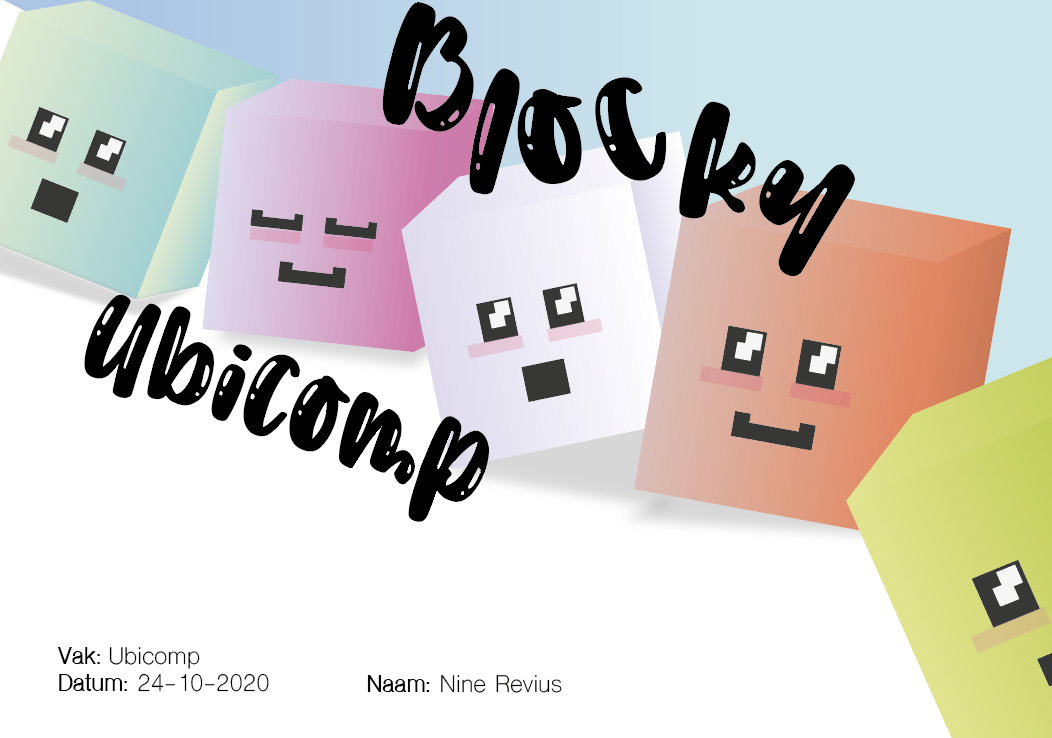 Blocky
Ubicomp
Vak: Ubicomp
Datum: 24-10-2020
Naam: Nine Revius